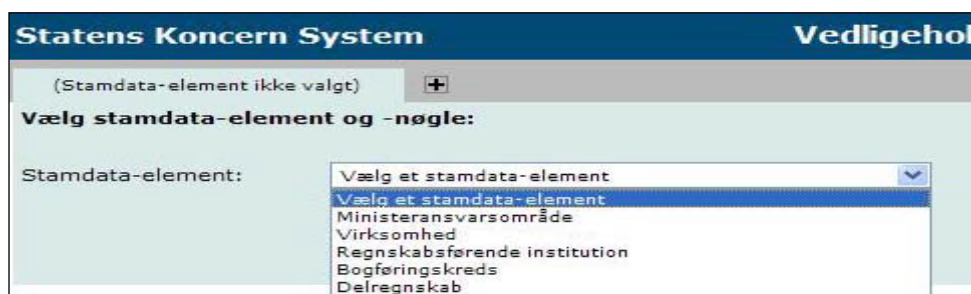 Statens Koncern System Vedligehol
(Stamdata-element ikke valgt) +
Vælg stamdata-element og -nøgle:
Stamdata-element: Vælg et stamdata-element
Vælg et stamdata-element
Ministeransvarsområde
Virksomhed
Regnskabsførende institution
Bogføringskreds
Delregnskab